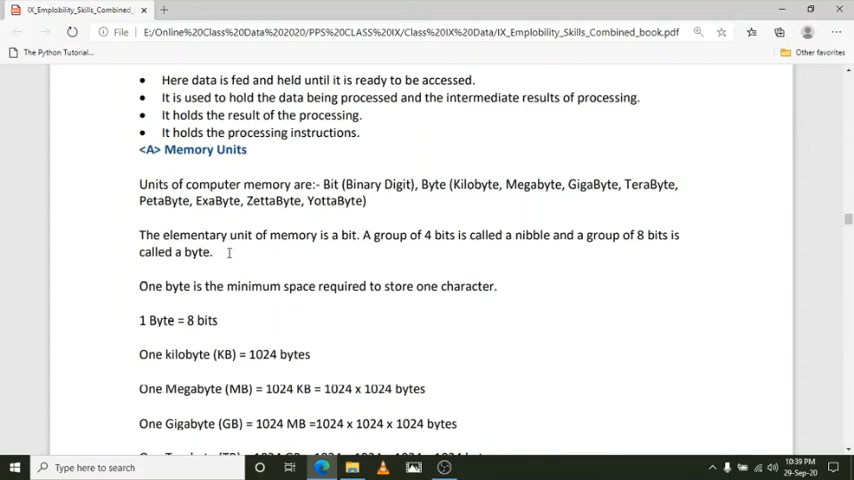 IX_Emplobility_Skills_Combined_b
File
E:/Online%20Class%20Data%202020/PPS%20CLASS%20IX/Class%20IX%20Data/IX_Emplobility_Skills_Combined_book.pdf
The Python Tutorial...
Other favorites
• Here data is fed and held until it is ready to be accessed.
• It is used to hold the data being processed and the intermediate results of processing.
• It holds the result of the processing.
• It holds the processing instructions.
<A> Memory Units
Units of computer memory are:- Bit (Binary Digit), Byte (Kilobyte, Megabyte, GigaByte, TeraByte,
PetaByte, ExaByte, ZettaByte, YottaByte)
The elementary unit of memory is a bit. A group of 4 bits is called a nibble and a group of 8 bits is
called a byte.
One byte is the minimum space required to store one character.
1 Byte = 8 bits
One kilobyte (KB) = 1024 bytes
One Megabyte (MB) = 1024 KB = 1024 x 1024 bytes
One Gigabyte (GB) = 1024 MB =1024 x 1024 x 1024 bytes
Type here to search
10:39 PM
29-Sep-20